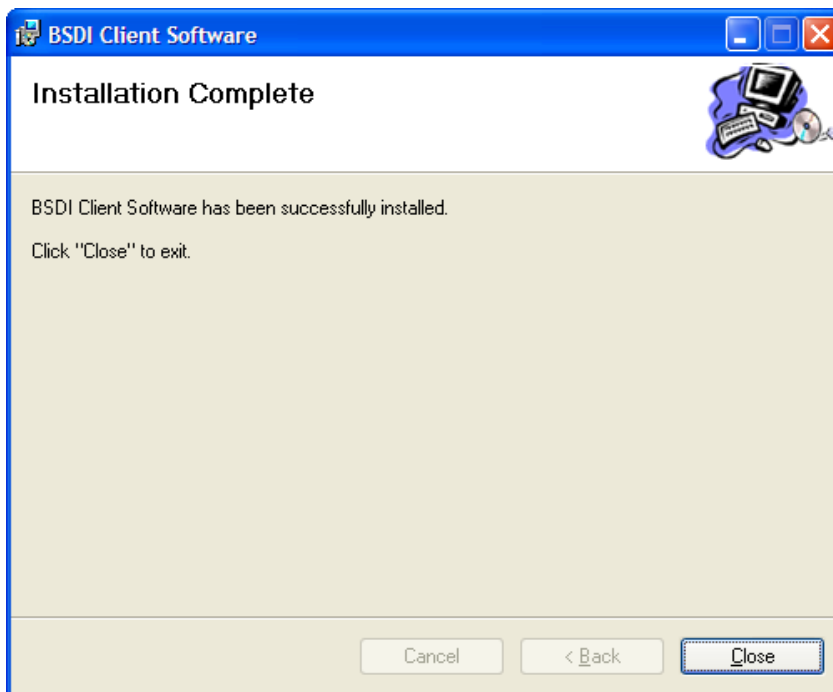 BSDI Client Software
Installation Complete
BSDI Client Software has been successfully installed.
Click "Close" to exit.
Cancel
< Back
Close